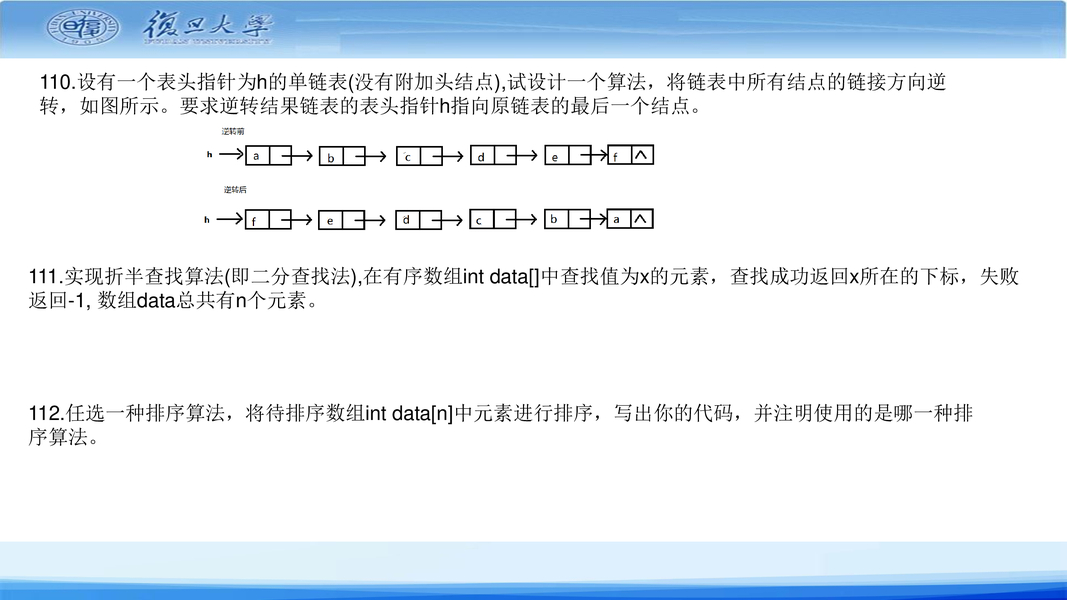 復旦大學
110.设有一个表头指针为h的单链表(没有附加头结点),试设计一个算法，将链表中所有结点的链接方向逆
转，如图所示。要求逆转结果链表的表头指针h指向原链表的最后一个结点。
逆转前
h a b c d e f ∧
逆转后
h f e d c b a ∧
111.实现折半查找算法(即二分查找法),在有序数组int data[]中查找值为x的元素，查找成功返回x所在的下标，失败
返回-1, 数组data总共有n个元素。
112.任选一种排序算法，将待排序数组int data[n]中元素进行排序，写出你的代码，并注明使用的是哪一种排
序算法。